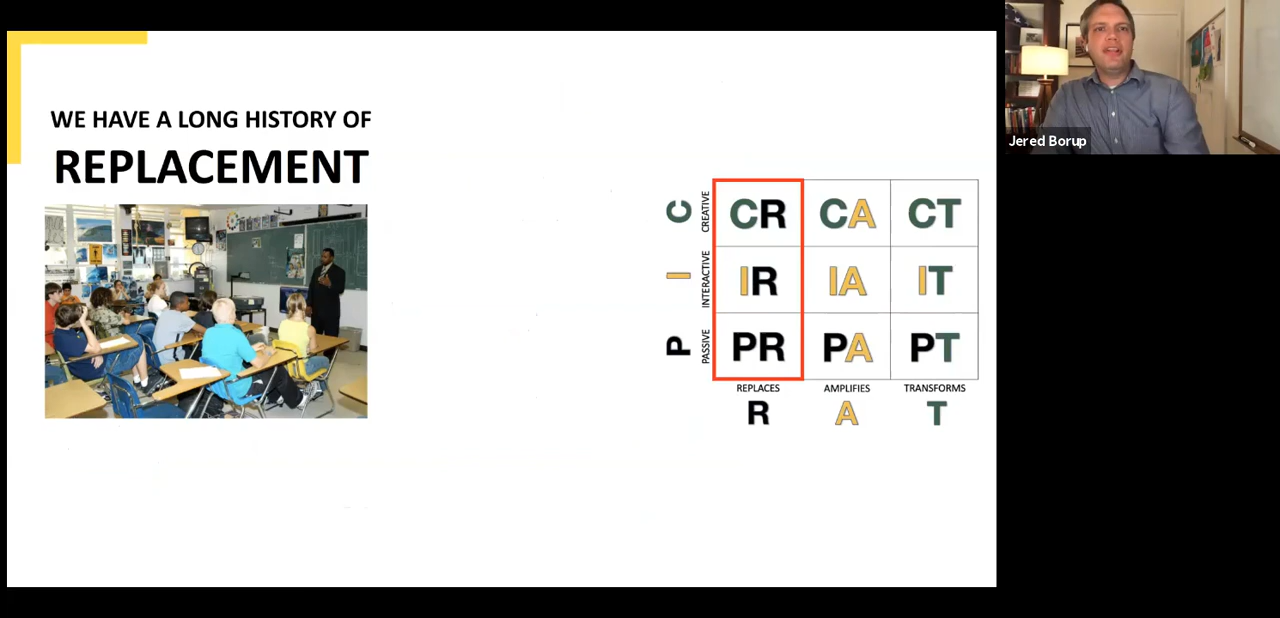 WE HAVE A LONG HISTORY OF
REPLACEMENT
Jered Borup
C CREATIVE CR CA CT
I INTERACTIVE IR IA IT
P PASSIVE PR PA PT
REPLACES AMPLIFIES TRANSFORMS
R A T